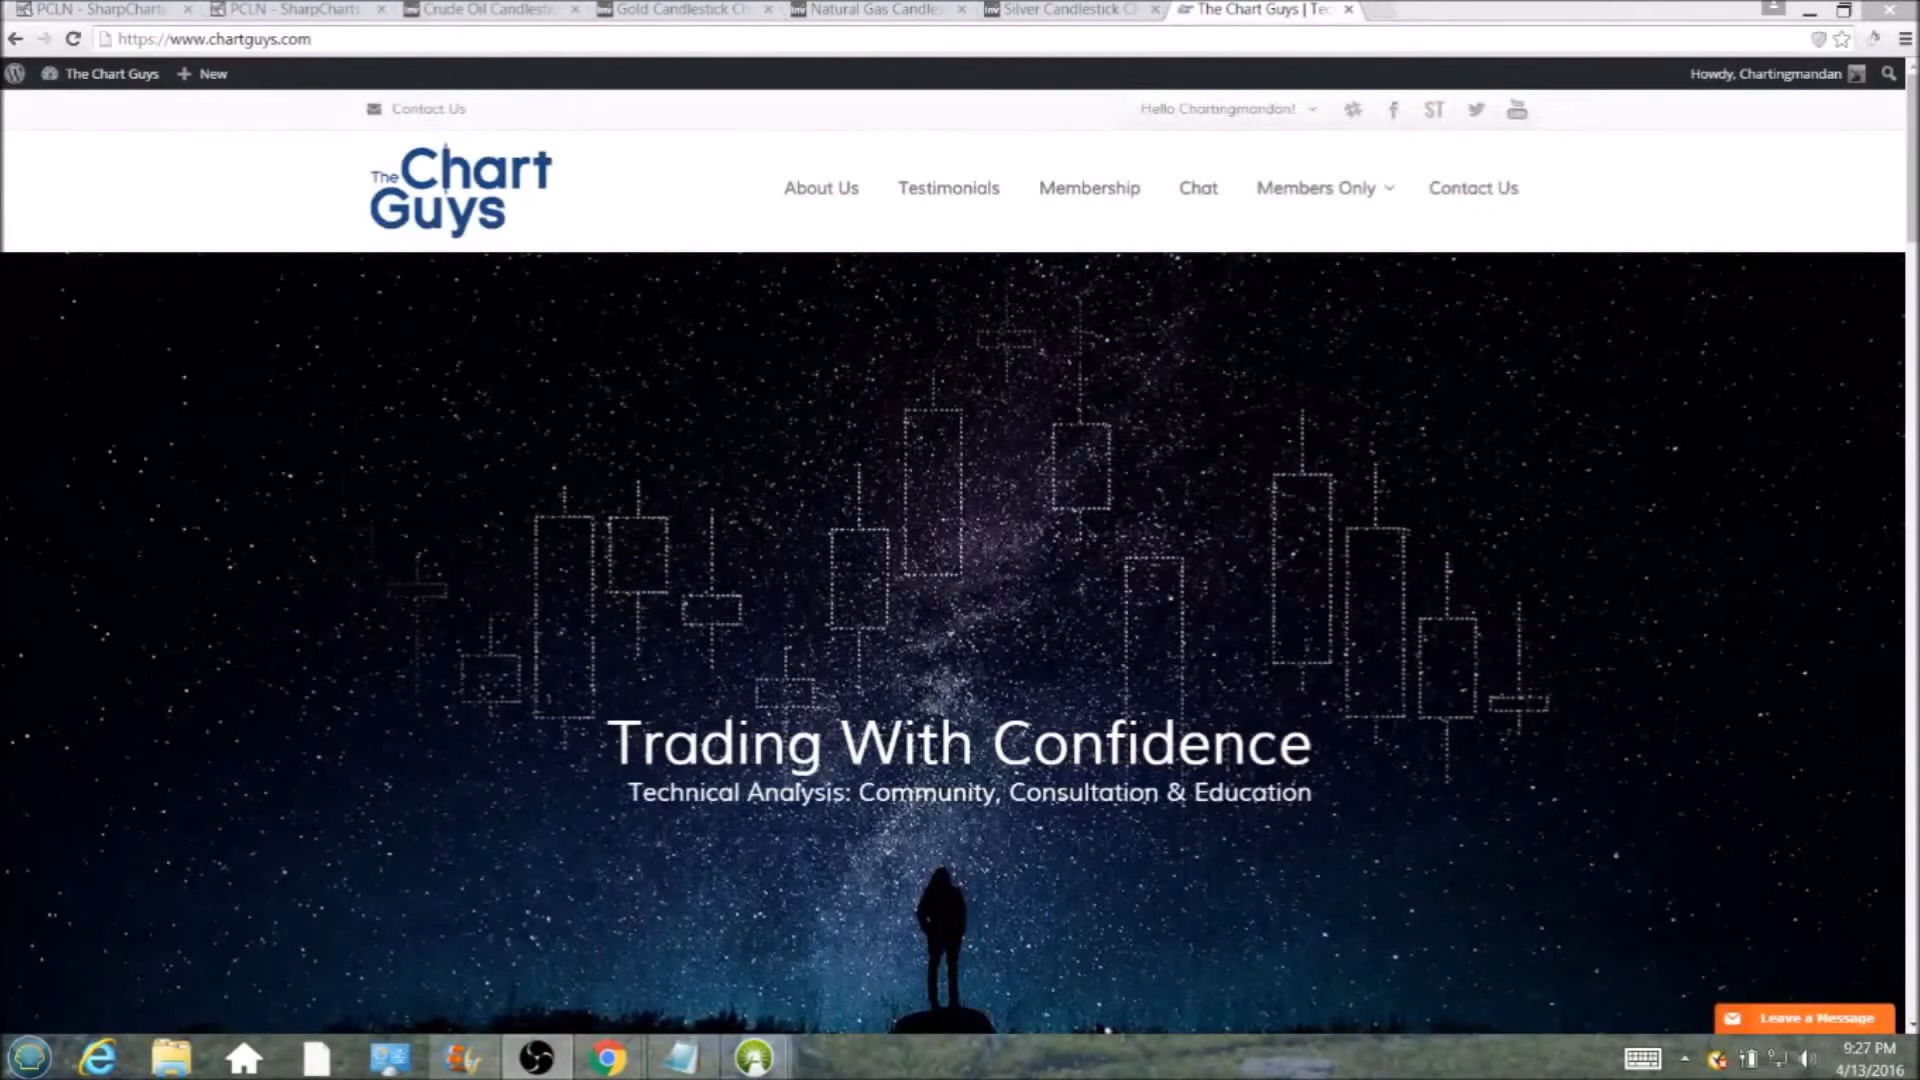 PCLN - SharpCharts
PCLN - SharpCharts
Crude Oil Candlesti
Gold Candlestick C
Natural Gas Candle
Silver Candlestick C
The Chart Guys | Tec
https://www.chartguys.com
The Chart Guys
New
Howdy, Chartingmandan
Contact Us
Hello Chartingmandan!
ST
The Chart Guys
About Us
Testimonials
Membership
Chat
Members Only
Contact Us
Trading With Confidence
Technical Analysis: Community, Consultation & Education
Leave a Message
9:27 PM
4/13/2016